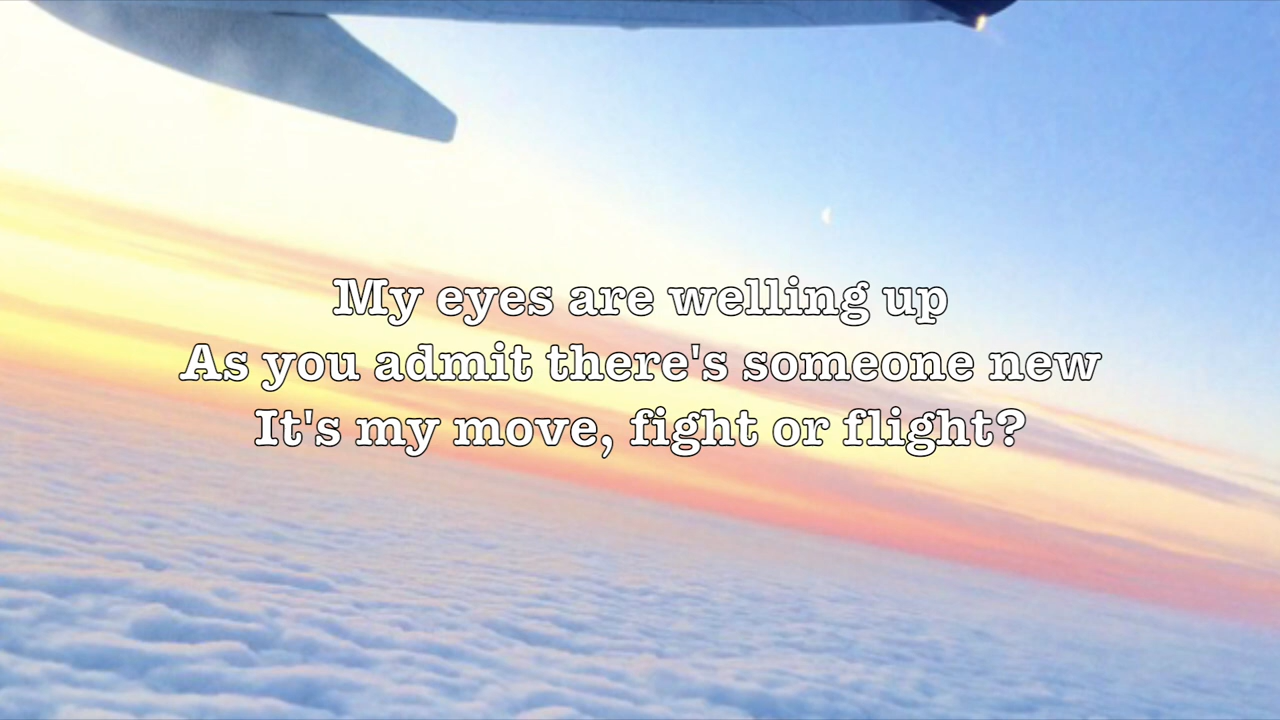 My eyes are welling up
As you admit there's someone new
It's my move, fight or flight?